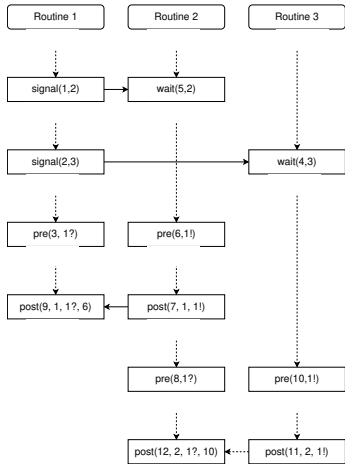 Routine 1
Routine 2
Routine 3
signal(1,2)
wait(5,2)
signal(2,3)
wait(4,3)
pre(3, 1?)
pre(6,1!)
post(9, 1, 1?, 6)
post(7, 1, 1!)
pre(8,1?)
pre(10,1!)
post(12, 2, 1?, 10)
post(11, 2, 1!)